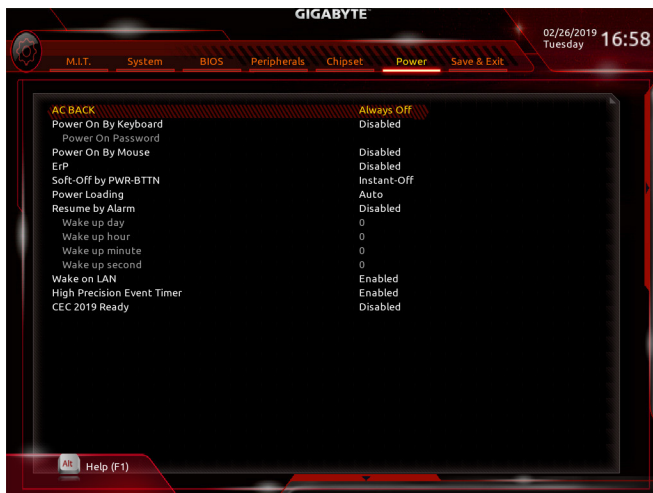 GIGABYTE™
02/26/2019 16:58
Tuesday
M.I.T. System BIOS Peripherals Chipset Power Save & Exit
AC BACK Always Off
Power On By Keyboard Disabled
Power On Password
Power On By Mouse Disabled
ErP Disabled
Soft-Off by PWR-BTTN Instant-Off
Power Loading Auto
Resume by Alarm Disabled
Wake up day 0
Wake up hour 0
Wake up minute 0
Wake up second 0
Wake on LAN Enabled
High Precision Event Timer Enabled
CEC 2019 Ready Disabled
Alt Help (F1)